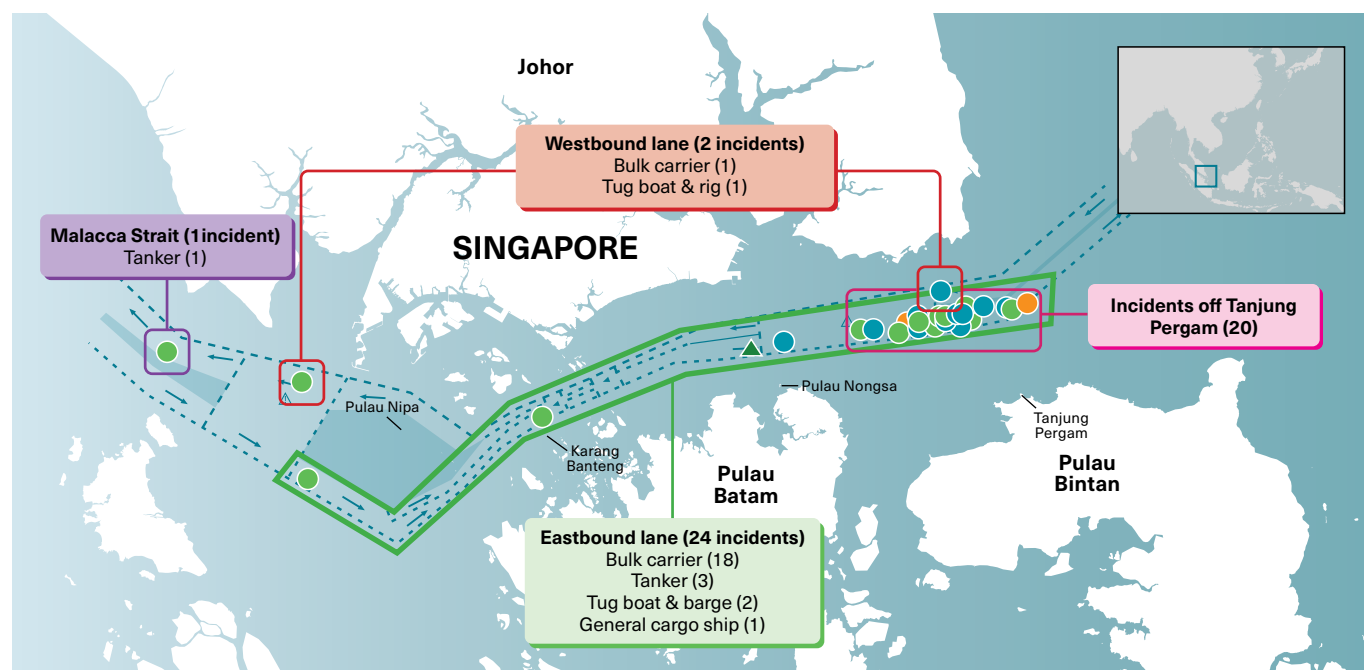 Johor
Westbound lane (2 incidents)
Bulk carrier (1)
Tug boat & rig (1)
Malacca Strait (1 incident)
Tanker (1)
SINGAPORE
Incidents off Tanjung
Pergam (20)
Pulau Nipa
Pulau Nongsa
Karang
Banteng
Tanjung
Pergam
Pulau
Batam
Pulau
Bintan
Eastbound lane (24 incidents)
Bulk carrier (18)
Tanker (3)
Tug boat & barge (2)
General cargo ship (1)